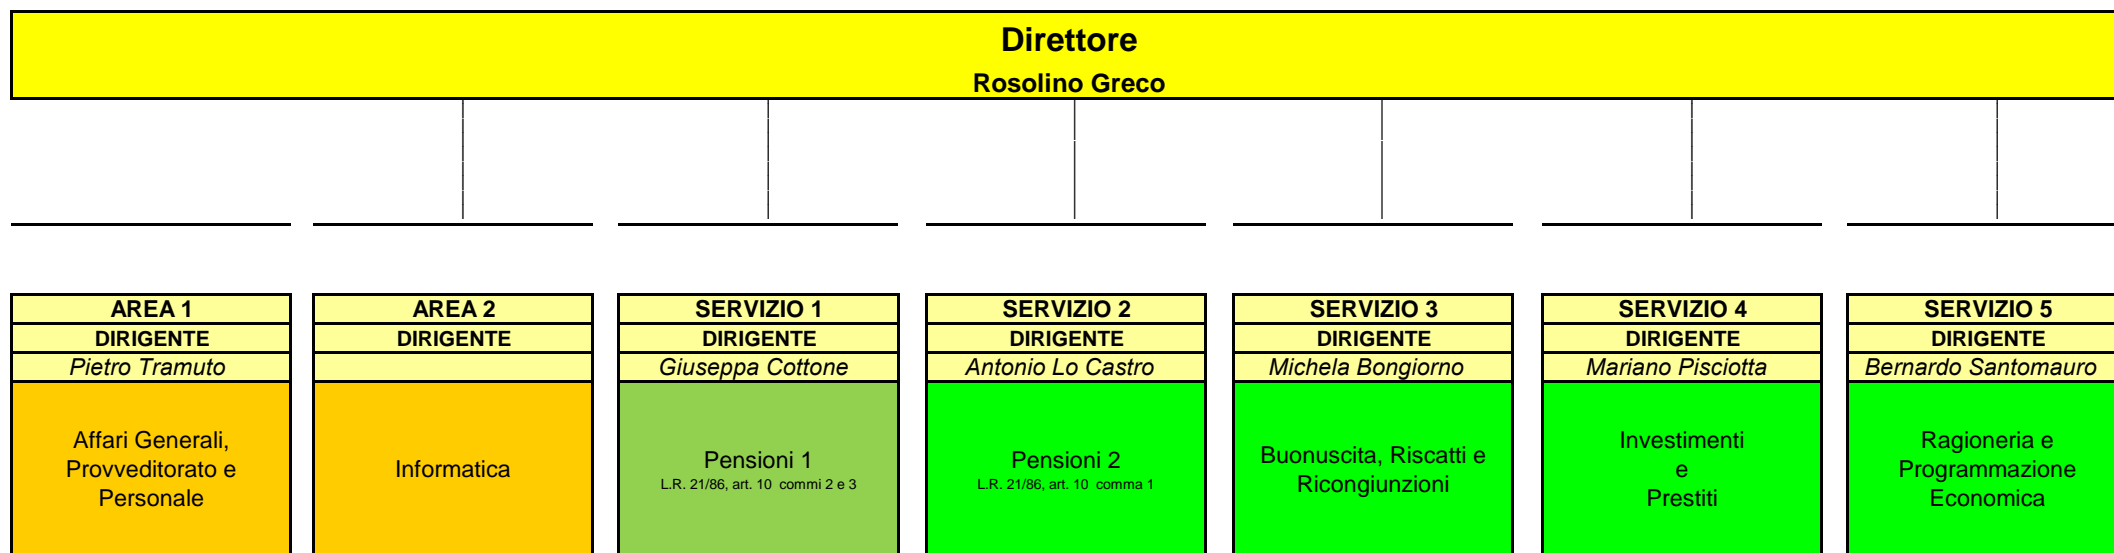 Direttore
Rosolino Greco
AREA 1
DIRIGENTE
Pietro Tramuto
Affari Generali,
Provveditorato e
Personale
AREA 2
DIRIGENTE
Informatica
SERVIZIO 1
DIRIGENTE
Giuseppa Cottone
Pensioni 1
L.R. 21/86, art. 10 commi 2 e 3
SERVIZIO 2
DIRIGENTE
Antonio Lo Castro
Pensioni 2
L.R. 21/86, art. 10 comma 1
SERVIZIO 3
DIRIGENTE
Michela Bongiorno
Buonuscita, Riscatti e
Ricongiunzioni
SERVIZIO 4
DIRIGENTE
Mariano Pisciotta
Investimenti
e
Prestiti
SERVIZIO 5
DIRIGENTE
Bernardo Santomauro
Ragioneria e
Programmazione
Economica